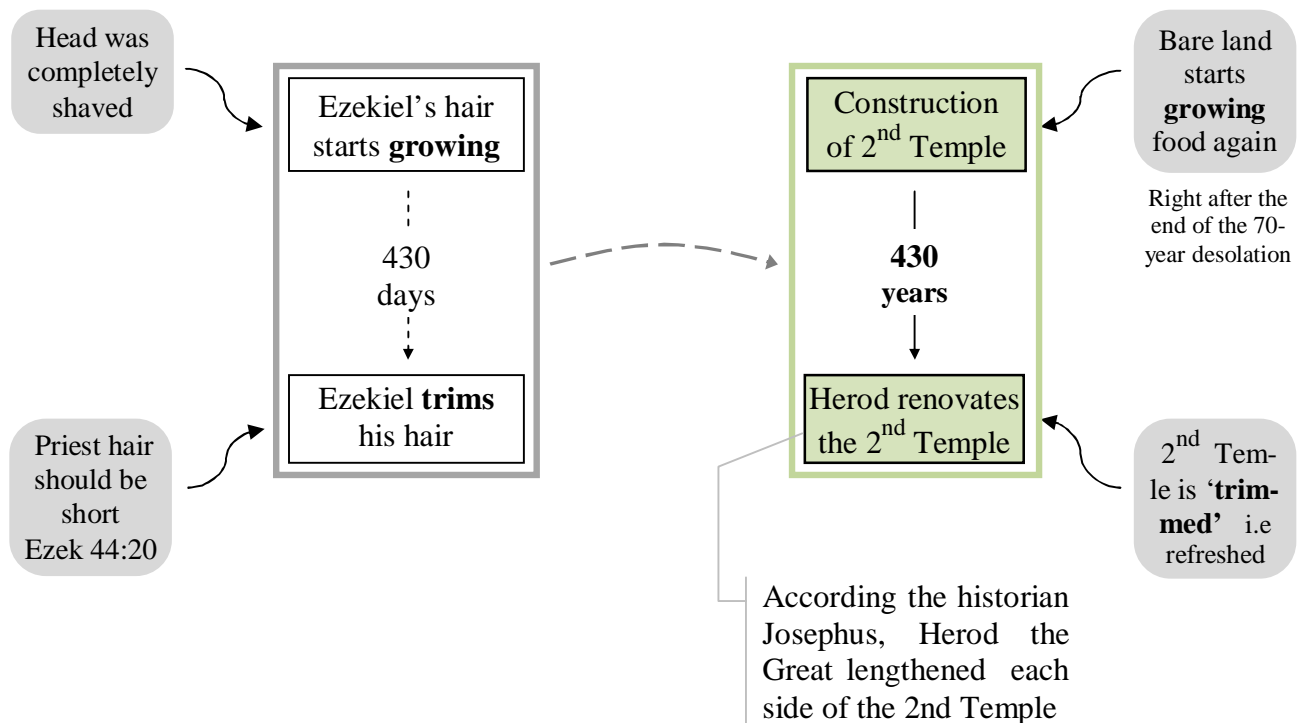 Head was
completely
shaved
Ezekiel’s hair
starts growing
430
days
Ezekiel trims
his hair
Priest hair
should be
short
Ezek 44:20
Construction
of 2nd Temple
430
years
Herod renovates
the 2nd Temple
Bare land
starts
growing
food again
Right after the
end of the 70-
year desolation
2nd Tem-
le is ‘trim-
med’ i.e
refreshed
According the historian
Josephus, Herod the
Great lengthened each
side of the 2nd Temple